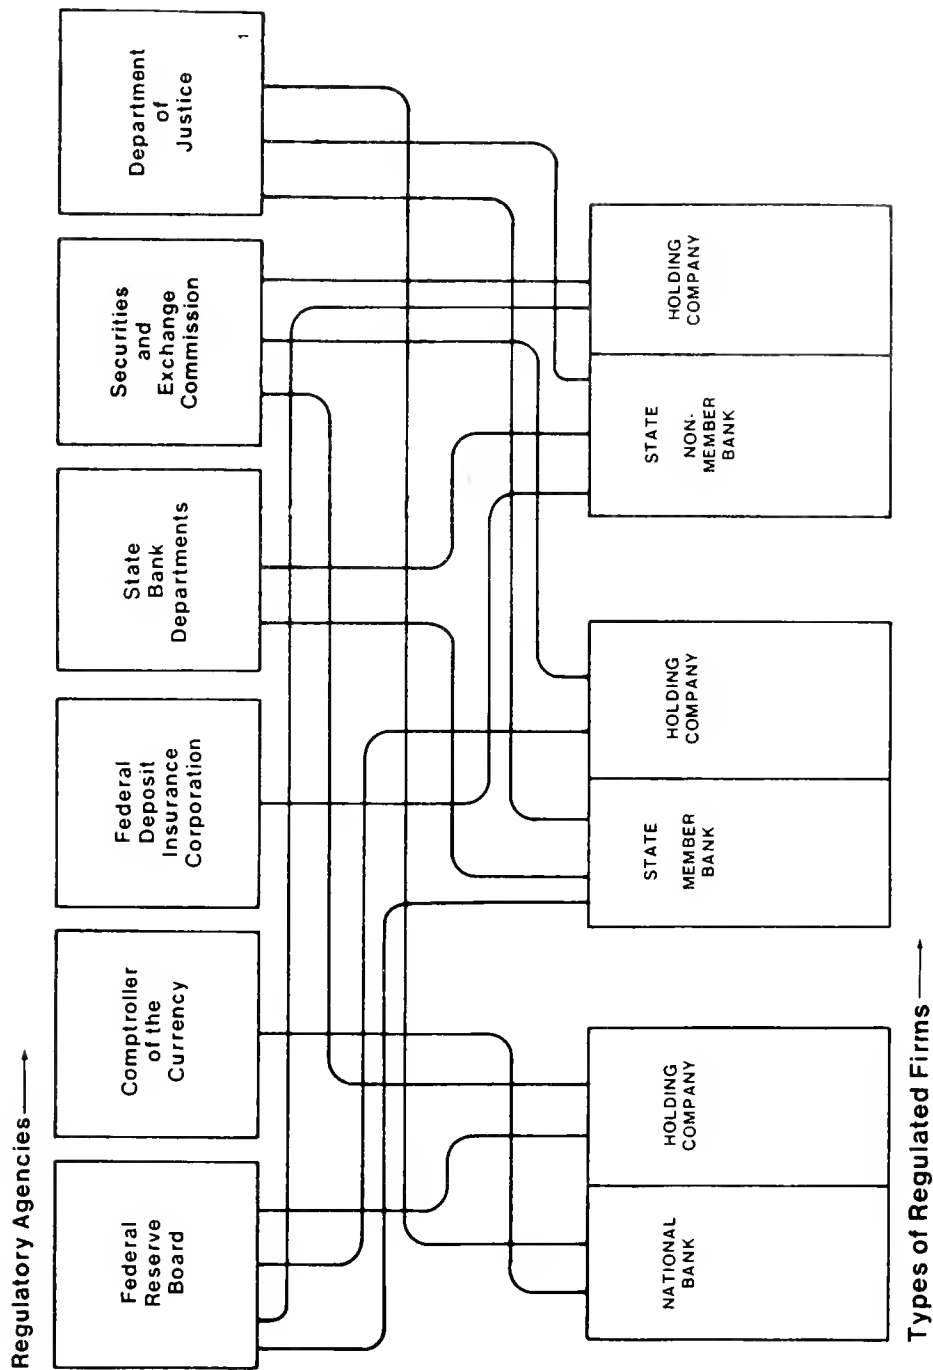 Regulatory Agencies
Federal
Reserve
Board
Comptroller
of the
Currency
Federal
Deposit
Insurance
Corporation
State
Bank
Departments
Securities
and
Exchange
Commission
Department
of
Justice
1
NATIONAL
BANK
HOLDING
COMPANY
STATE
MEMBER
BANK
HOLDING
COMPANY
STATE
NON-
MEMBER
BANK
HOLDING
COMPANY
Types of Regulated Firms